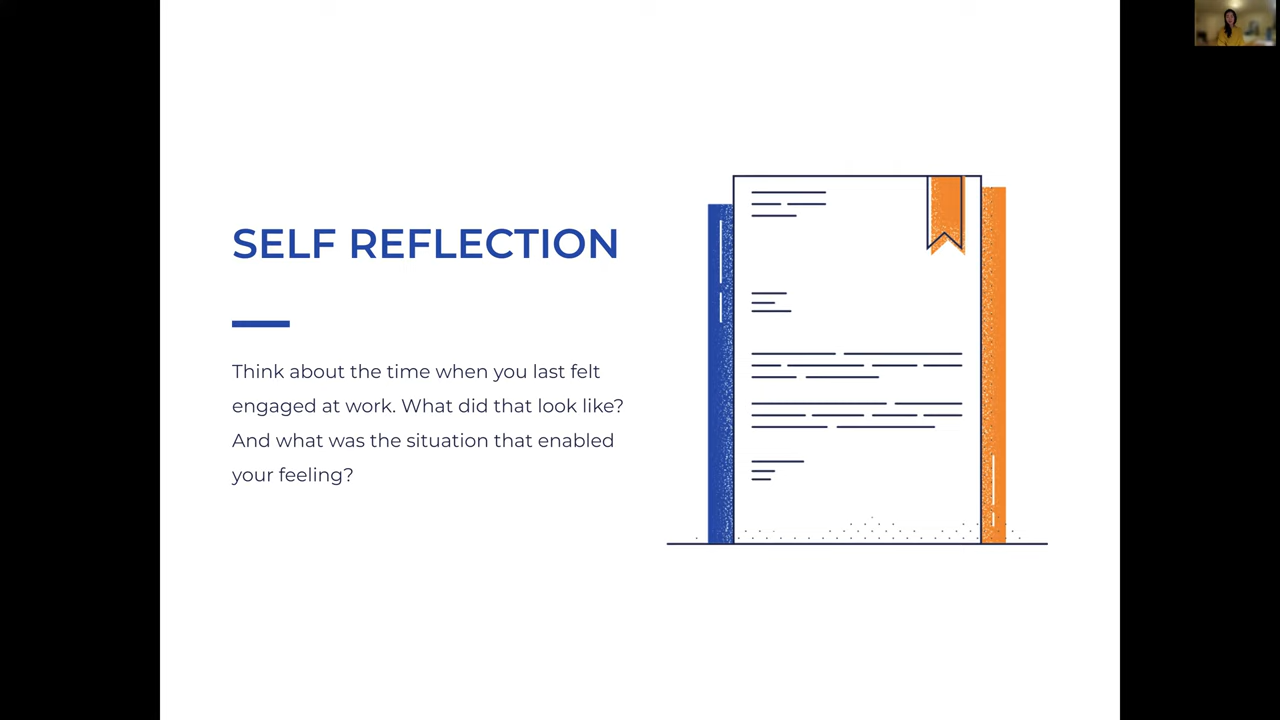 SELF REFLECTION
Think about the time when you last felt
engaged at work. What did that look like?
And what was the situation that enabled
your feeling?